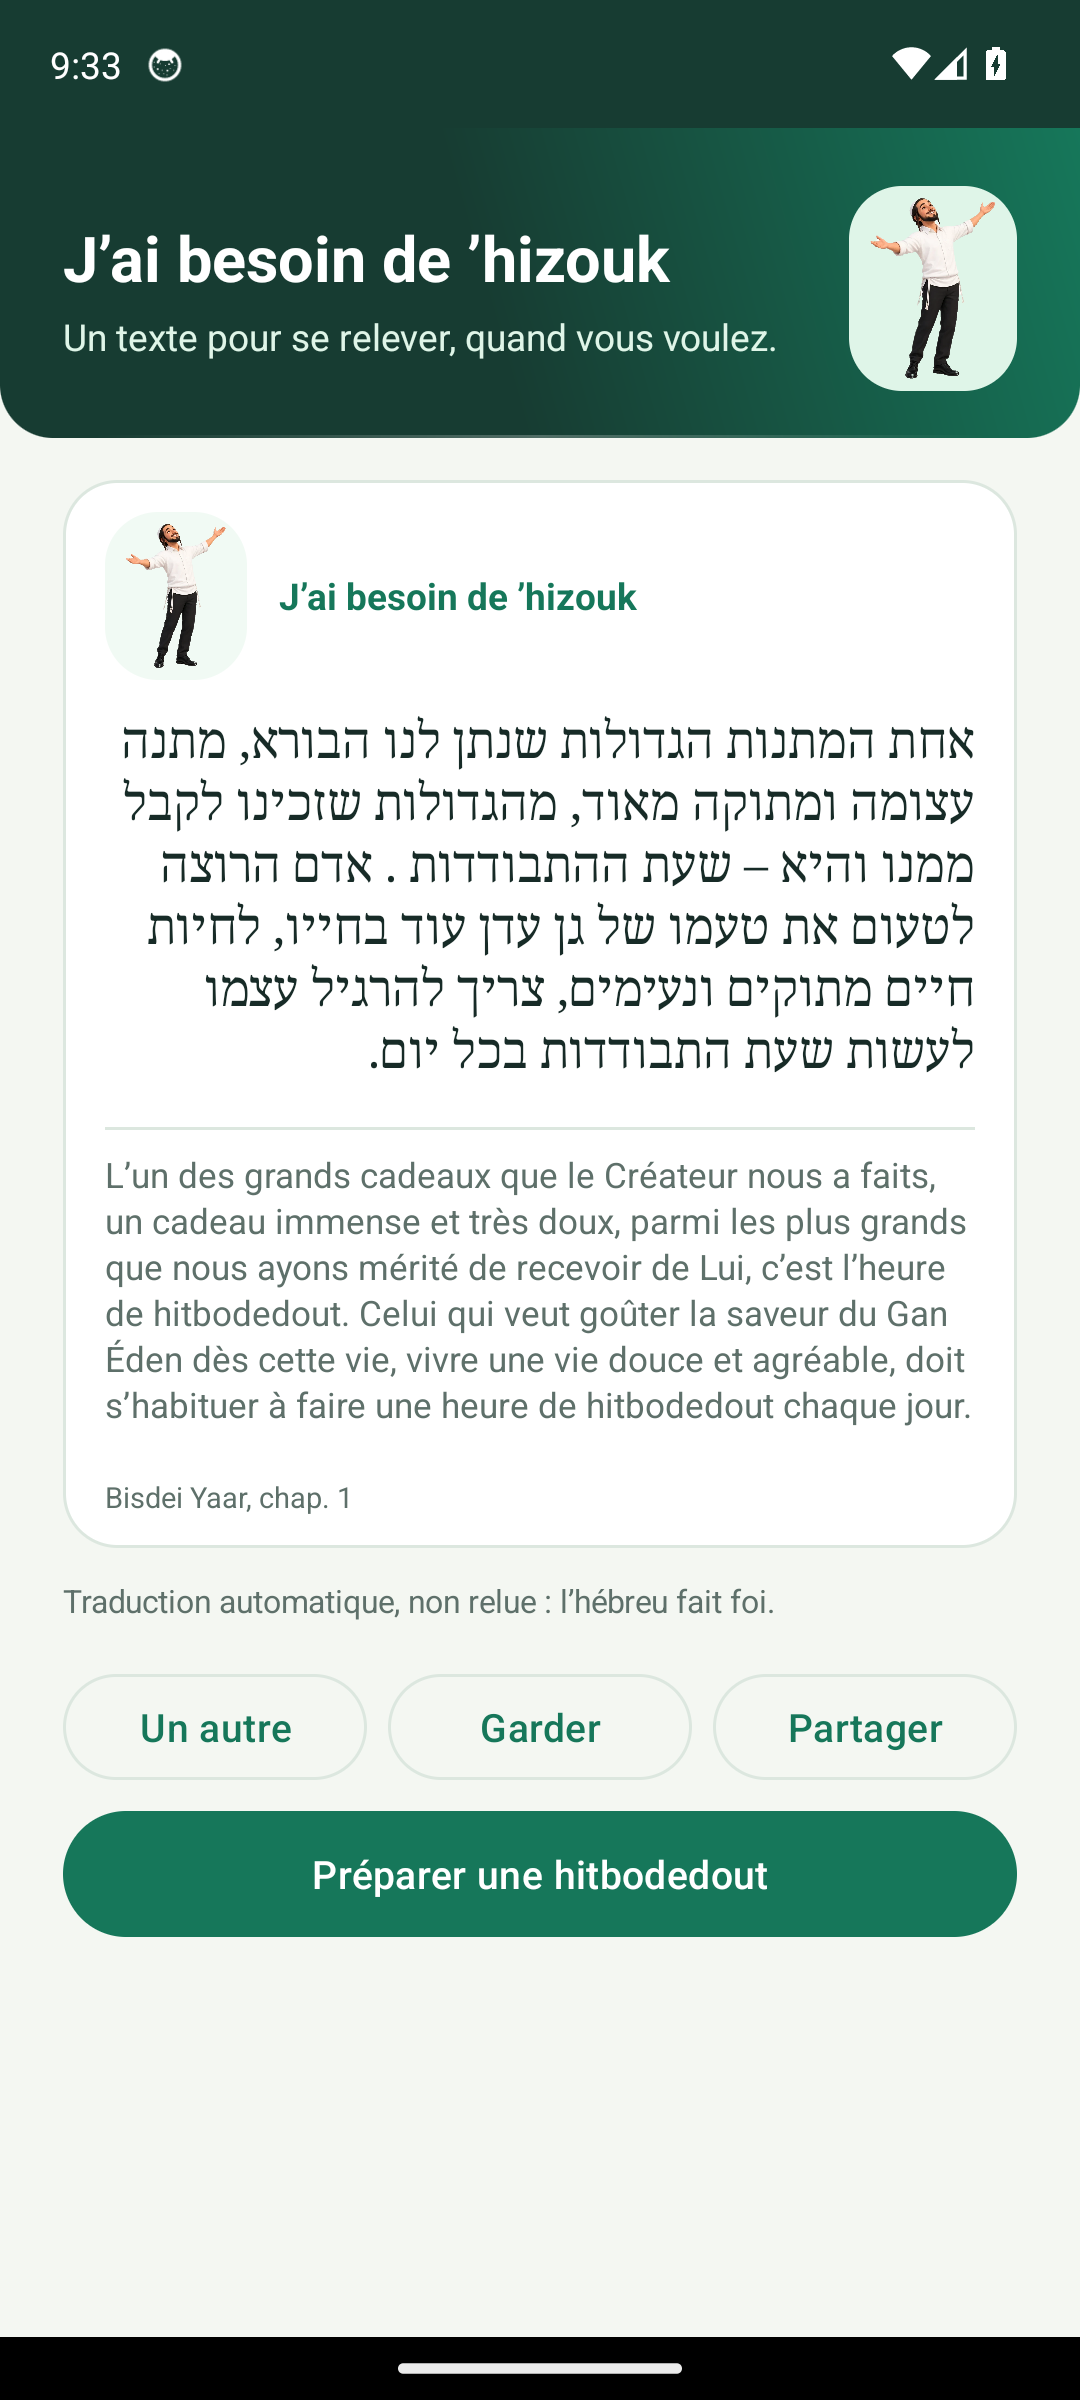 9:33
J’ai besoin de ’hizouk
Un texte pour se relever, quand vous voulez.
J’ai besoin de ’hizouk
אחת המתנות הגדולות שנתן לנו הבורא, מתנה
עצומה ומתוקה מאוד, מהגדולות שזכינו לקבל
ממנו והיא – שעת ההתבודדות . אדם הרוצה
לטעום את טעמו של גן עדן עוד בחייו, לחיות
חיים מתוקים ונעימים, צריך להרגיל עצמו
לעשות שעת התבודדות בכל יום.
L’un des grands cadeaux que le Créateur nous a faits,
un cadeau immense et très doux, parmi les plus grands
que nous ayons mérité de recevoir de Lui, c’est l’heure
de hitbodedout. Celui qui veut goûter la saveur du Gan
Éden dès cette vie, vivre une vie douce et agréable, doit
s’habituer à faire une heure de hitbodedout chaque jour.
Bisdei Yaar, chap. 1
Traduction automatique, non relue : l’hébreu fait foi.
Un autre
Garder
Partager
Préparer une hitbodedout